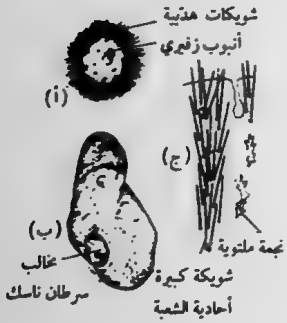 شويكات هدبية
أنبوب زفيري
(أ)
(ج)
(ب)
نجمة ملتوية
مخالب
سرطان ناسك
شويكة كبيرة
أحادية الشعبة